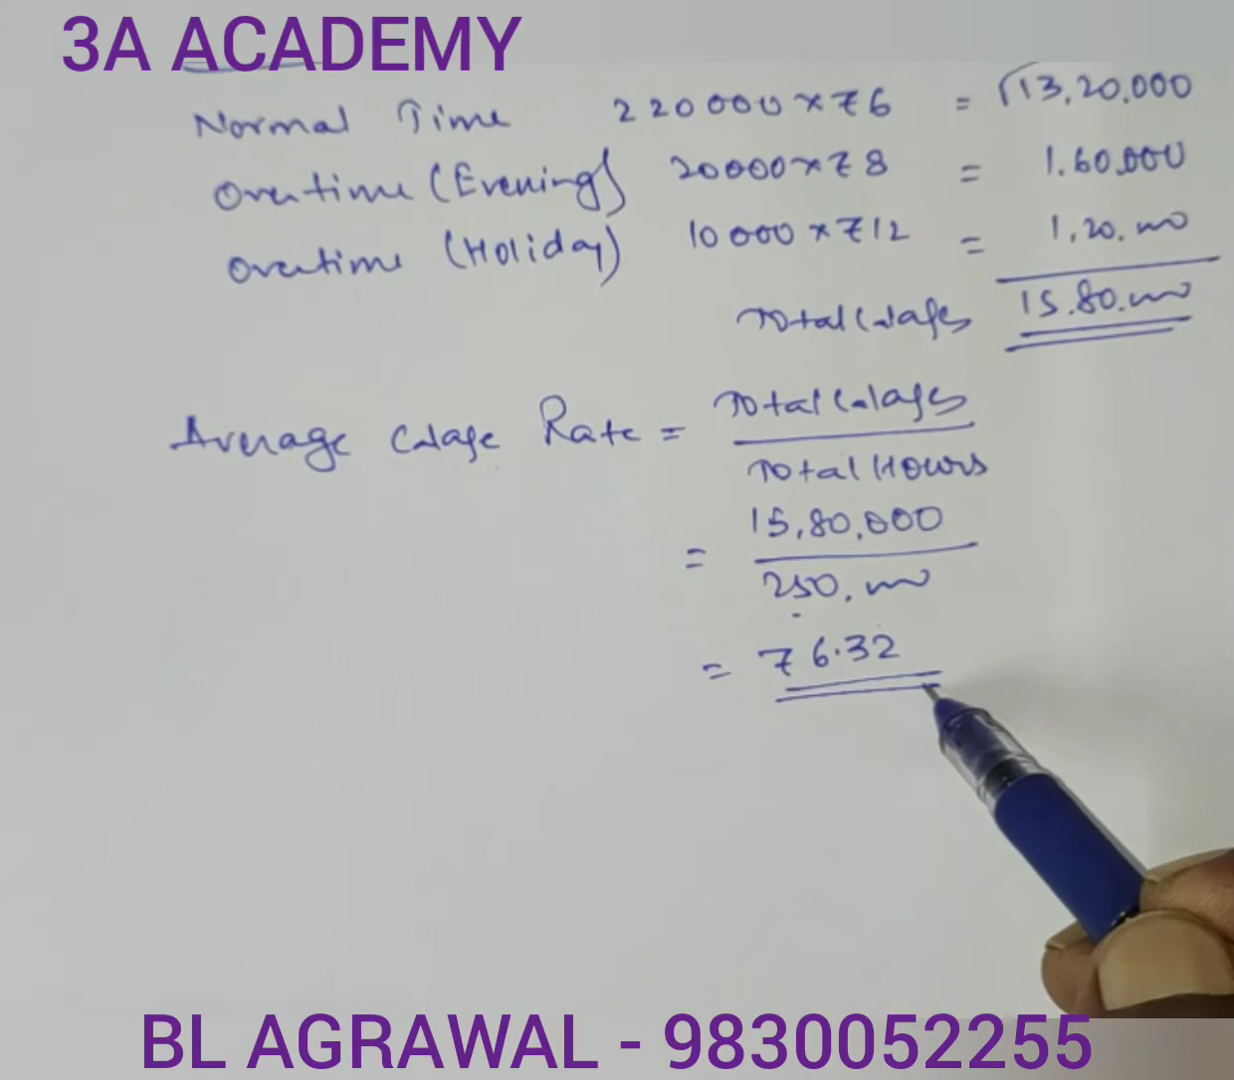 3A ACADEMY
Normal Time 220000 × ₹6 = 13,20,000
Overtime (Evening) 20000 × ₹8 = 1.60.000
Overtime (Holiday) 10000 × ₹12 = 1,20.000
Total Wages 15.80.000
Average Wage Rate = Total Wages
Total Hours
= 15,80,000
250.000
= ₹6.32
BL AGRAWAL - 9830052255